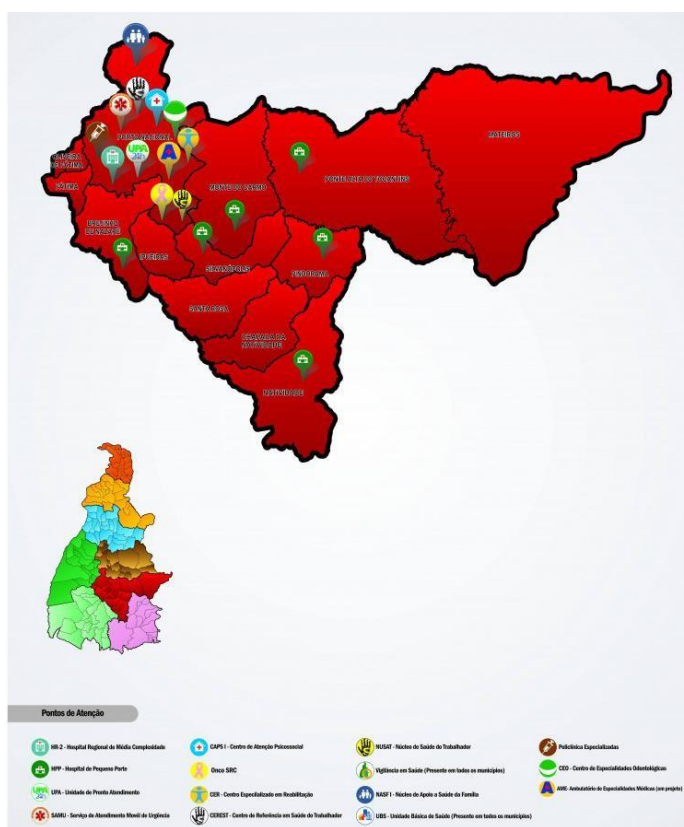 PORTO NACIONAL
OLIVEIRA
DE FÁTIMA
FÁTIMA
MATEIROS
PONTE ALTA DO TOCANTINS
MONTE DO CARMO
BREJINHO
DE NAZARÉ
IPUEIRAS
SILVANÓPOLIS
PINDORAMA
SANTA ROSA
CHAPADA DA
NATIVIDADE
NATIVIDADE
UPA
24h
A
Pontos de Atenção
HR-2 - Hospital Regional de Média Complexidade
HPP - Hospital de Pequeno Porte
UPA - Unidade de Pronto Atendimento
SAMU - Serviço de Atendimento Movel de Urgência
CAPS I - Centro de Atenção Psicossocial
Onco SRC
CER - Centro Especializado em Reabilitação
CEREST - Centro de Referência em Saúde do Trabalhador
NUSAT - Núcleo de Saúde do Trabalhador
Vigilância em Saúde (Presente em todos os municípios)
NASF I - Núcleo de Apoio a Saúde da Família
UBS - Unidade Básica de Saúde (Presente em todos os municípios)
Policlínica Especializadas
CEO - Centro de Especialidades Odontológicas
AME- Ambulatório de Especialidades Médicas (em projeto)